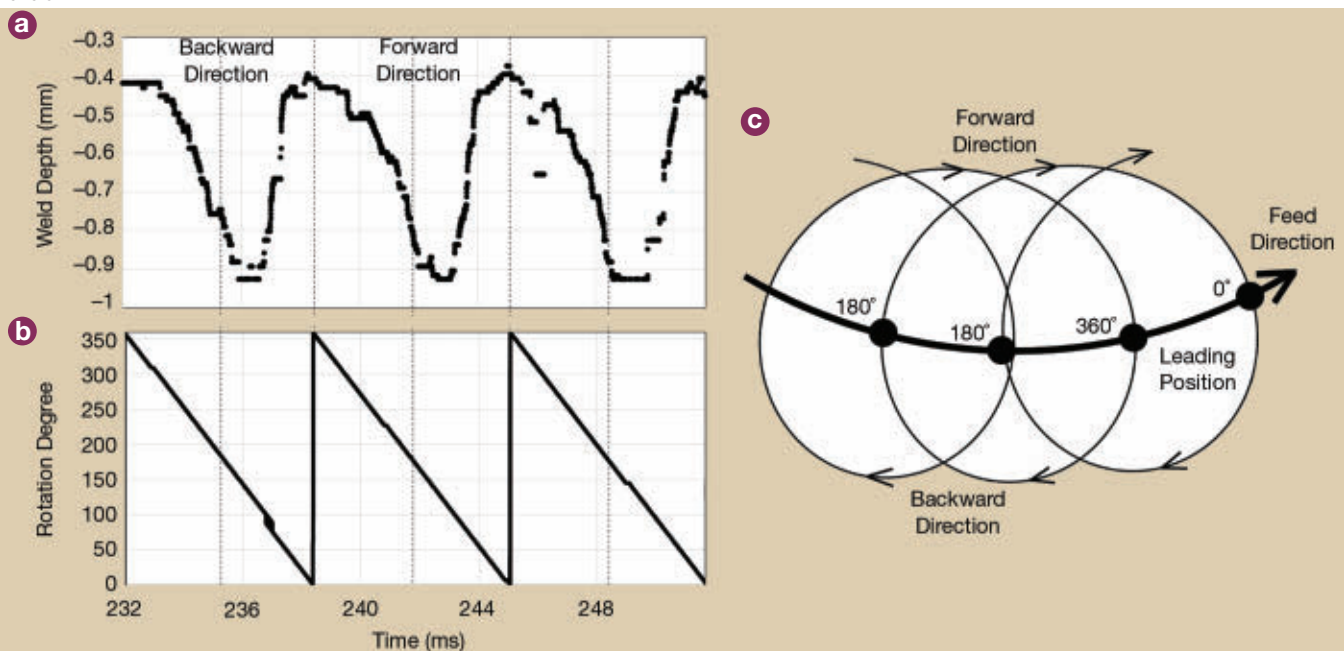 a
−0.3
−0.4
−0.5
−0.6
−0.7
−0.8
−0.9
−1
Weld Depth (mm)
Backward
Direction
Forward
Direction
b
350
300
250
200
150
100
50
0
Rotation Degree
232
236
240
244
248
Time (ms)
c
Forward
Direction
Feed
Direction
180°
180°
360°
0°
Leading
Position
Backward
Direction